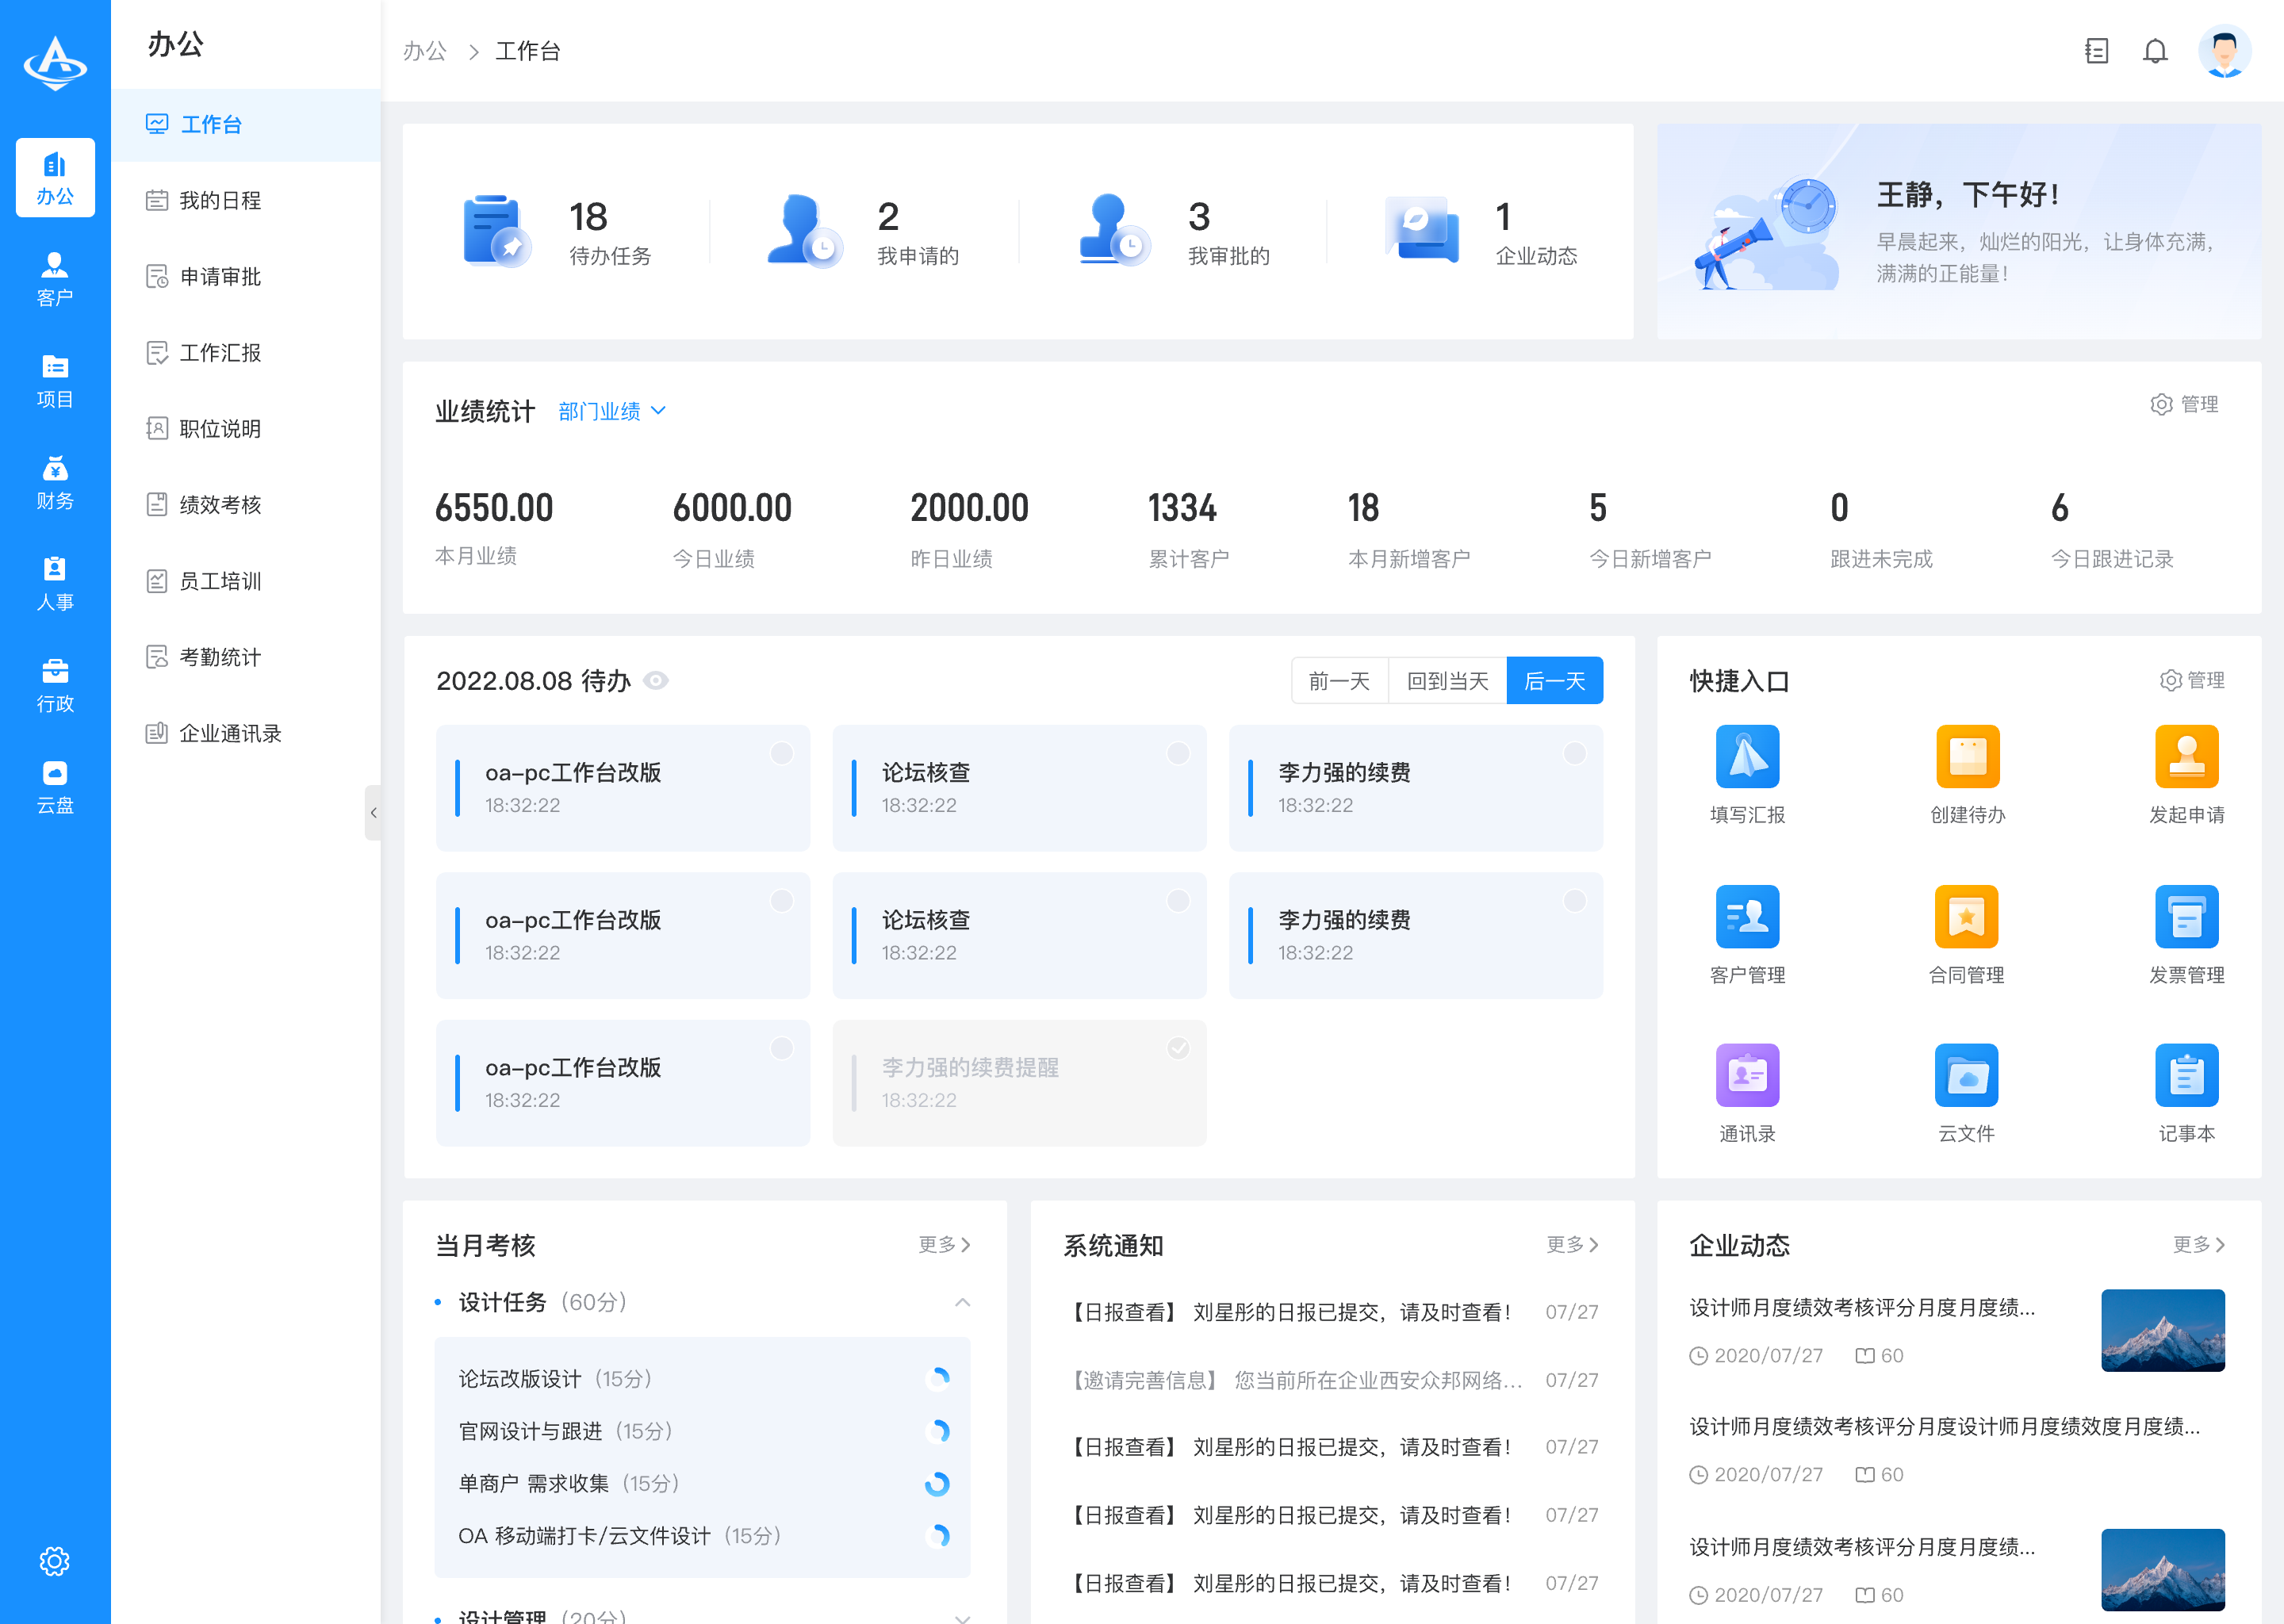 办公
客户
项目
财务
人事
行政
云盘
办公
工作台
我的日程
申请审批
工作汇报
职位说明
绩效考核
员工培训
考勤统计
企业通讯录
办公 > 工作台
18
待办任务
2
我申请的
3
我审批的
1
企业动态
王静，下午好！
早晨起来，灿烂的阳光，让身体充满，
满满的正能量！
业绩统计 部门业绩
管理
6550.00
本月业绩
6000.00
今日业绩
2000.00
昨日业绩
1334
累计客户
18
本月新增客户
5
今日新增客户
0
跟进未完成
6
今日跟进记录
2022.08.08 待办
前一天 回到当天 后一天
oa-pc工作台改版
18:32:22
论坛核查
18:32:22
李力强的续费
18:32:22
oa-pc工作台改版
18:32:22
论坛核查
18:32:22
李力强的续费
18:32:22
oa-pc工作台改版
18:32:22
李力强的续费提醒
18:32:22
快捷入口
管理
填写汇报
创建待办
发起申请
客户管理
合同管理
发票管理
通讯录
云文件
记事本
当月考核
更多
设计任务（60分）
论坛改版设计（15分）
官网设计与跟进（15分）
单商户 需求收集（15分）
OA 移动端打卡/云文件设计（15分）
设计管理（20分）
系统通知
更多
【日报查看】 刘星彤的日报已提交，请及时查看！ 07/27
【邀请完善信息】 您当前所在企业西安众邦网络... 07/27
【日报查看】 刘星彤的日报已提交，请及时查看！ 07/27
【日报查看】 刘星彤的日报已提交，请及时查看！ 07/27
【日报查看】 刘星彤的日报已提交，请及时查看！ 07/27
企业动态
更多
设计师月度绩效考核评分月度月度绩...
2020/07/27 60
设计师月度绩效考核评分月度设计师月度绩效度月度绩...
2020/07/27 60
设计师月度绩效考核评分月度月度绩...
2020/07/27 60